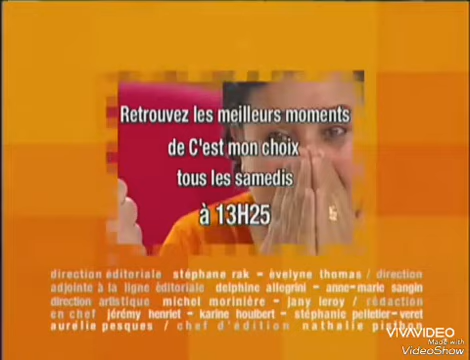 Retrouvez les meilleurs moments
de C'est mon choix
tous les samedis
à 13H25
direction éditoriale stéphane rak – évelyne thomas / direction
adjointe à la ligne éditoriale delphine allegrini – anne-marie sangin
direction artistique michel morinière – jany leroy / rédaction
en chef jérémy henriet – karine houlbert – stéphanie pelletier-veret
aurélie pesques / chef d'édition nathalie
VIVAVIDEO
Made with
VideoShow